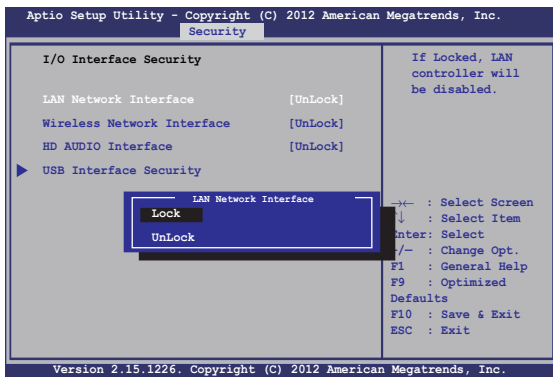 Aptio Setup Utility - Copyright (C) 2012 American Megatrends, Inc.
Security
I/O Interface Security
LAN Network Interface [UnLock]
Wireless Network Interface [UnLock]
HD AUDIO Interface [UnLock]
USB Interface Security
If Locked, LAN
controller will
be disabled.
LAN Network Interface
Lock
UnLock
→← : Select Screen
↑↓ : Select Item
Enter: Select
+/— : Change Opt.
F1 : General Help
F9 : Optimized
Defaults
F10 : Save & Exit
ESC : Exit
Version 2.15.1226. Copyright (C) 2012 American Megatrends, Inc.